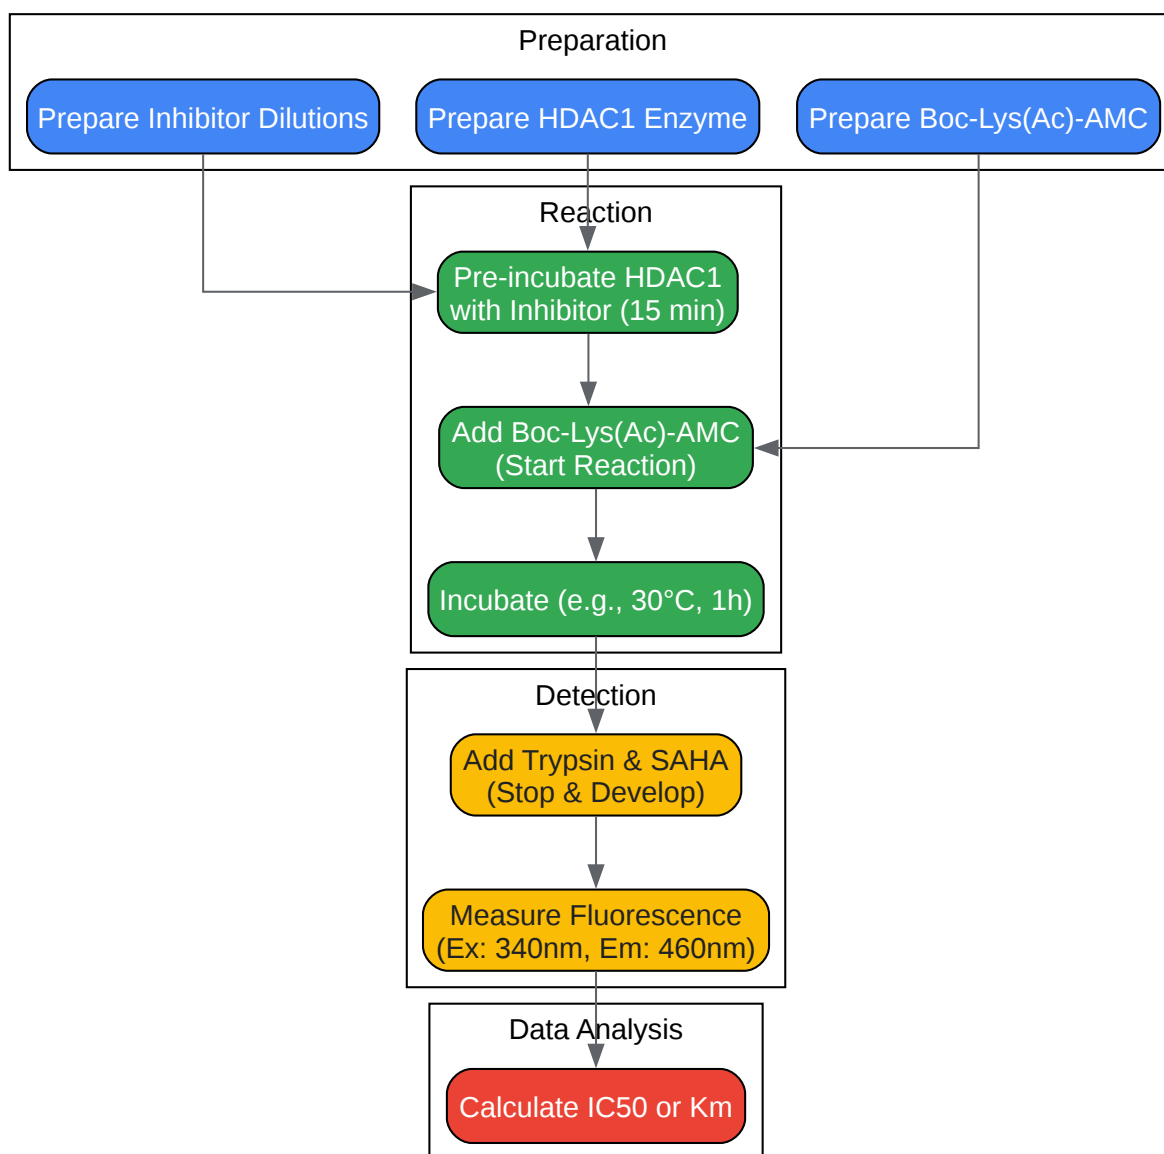 Preparation
Prepare Inhibitor Dilutions
Prepare HDAC1 Enzyme
Prepare Boc-Lys(Ac)-AMC
Reaction
Pre-incubate HDAC1
with Inhibitor (15 min)
Add Boc-Lys(Ac)-AMC
(Start Reaction)
Incubate (e.g., 30°C, 1h)
Detection
Add Trypsin & SAHA
(Stop & Develop)
Measure Fluorescence
(Ex: 340nm, Em: 460nm)
Data Analysis
Calculate IC50 or Km